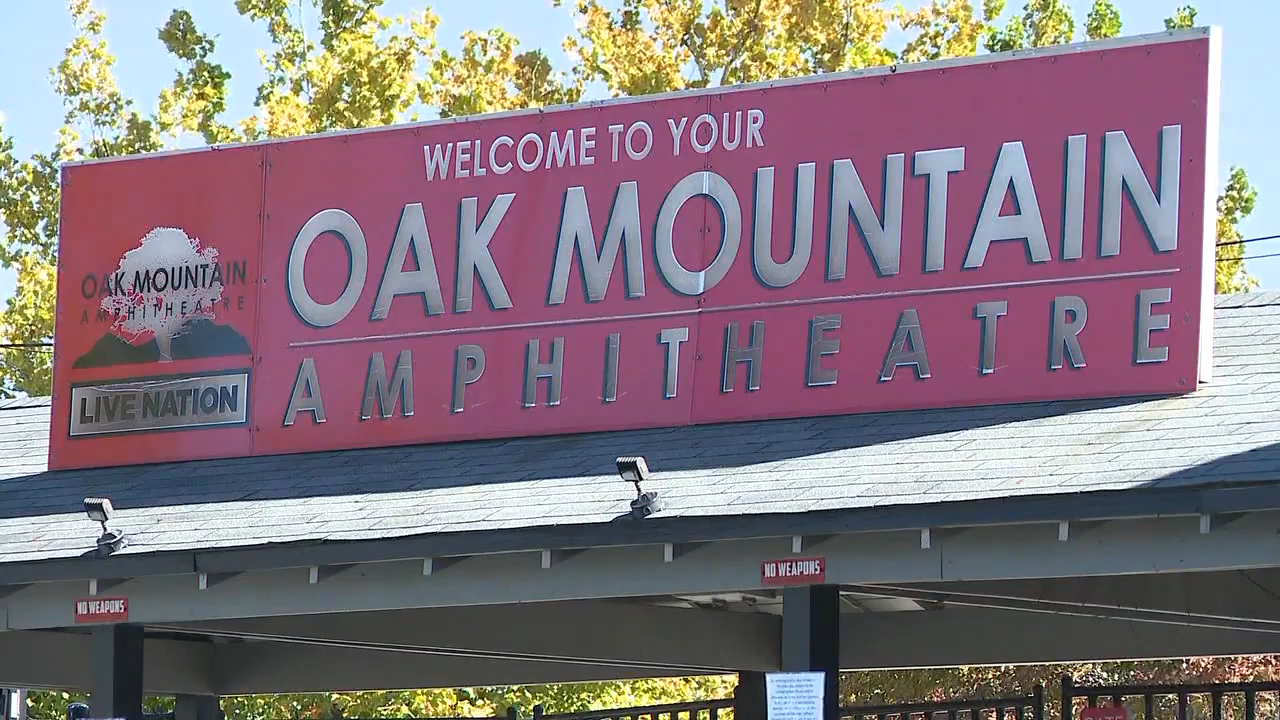 WELCOME TO YOUR
OAK MOUNTAIN
AMPHITHEATRE
OAK MOUNTAIN
AMPHITHEATRE
LIVE NATION
NO WEAPONS
NO WEAPONS